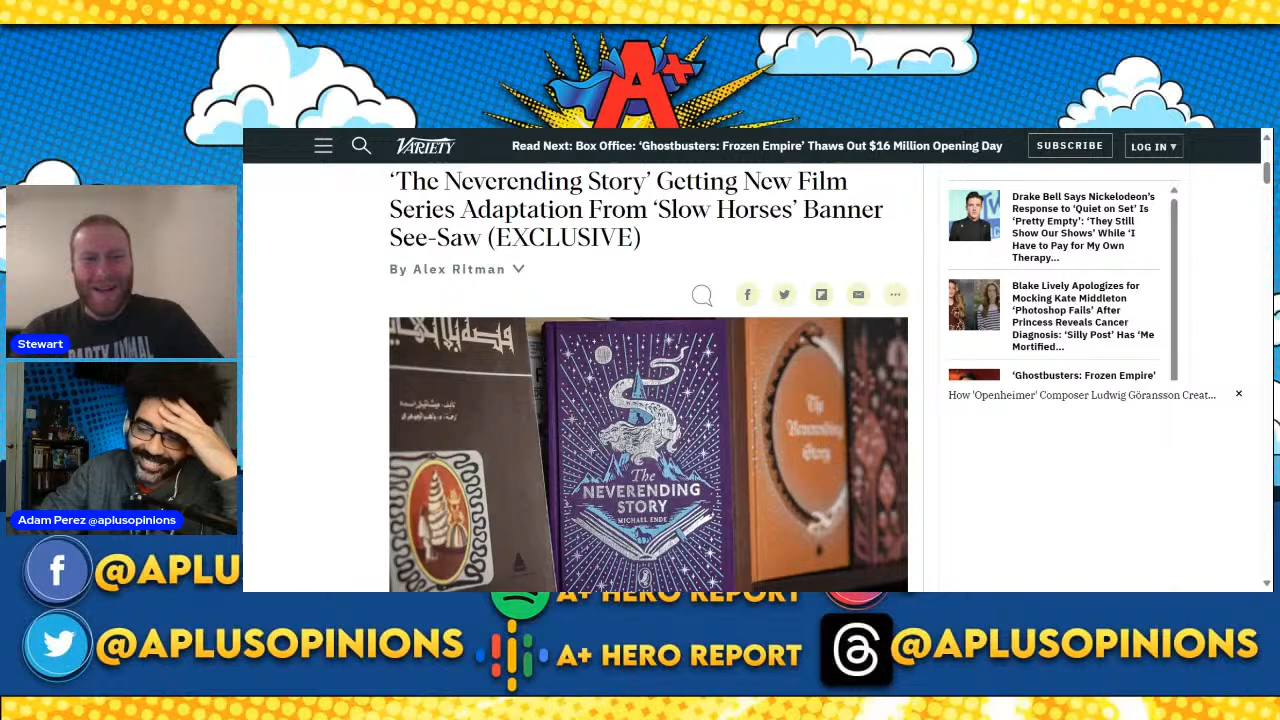 A+
VARIETY
Read Next: Box Office: ‘Ghostbusters: Frozen Empire’ Thaws Out $16 Million Opening Day
SUBSCRIBE
LOG IN ▾
‘The Neverending Story’ Getting New Film
Series Adaptation From ‘Slow Horses’ Banner
See-Saw (EXCLUSIVE)
By Alex Ritman
The
NEVERENDING
STORY
MICHAEL ENDE
The
Neverending
Story
Drake Bell Says Nickelodeon’s
Response to ‘Quiet on Set’ Is
‘Pretty Empty’: ‘They Still
Show Our Shows’ While ‘I
Have to Pay for My Own
Therapy...
Blake Lively Apologizes for
Mocking Kate Middleton
‘Photoshop Fails’ After
Princess Reveals Cancer
Diagnosis: ‘Silly Post’ Has ‘Me
Mortified...
‘Ghostbusters: Frozen Empire’
How 'Openheimer' Composer Ludwig Göransson Creat...
Stewart
Adam Perez @aplusopinions
@APLU
A+ HERO REPORT
@APLUSOPINIONS
A+ HERO REPORT
@APLUSOPINIONS